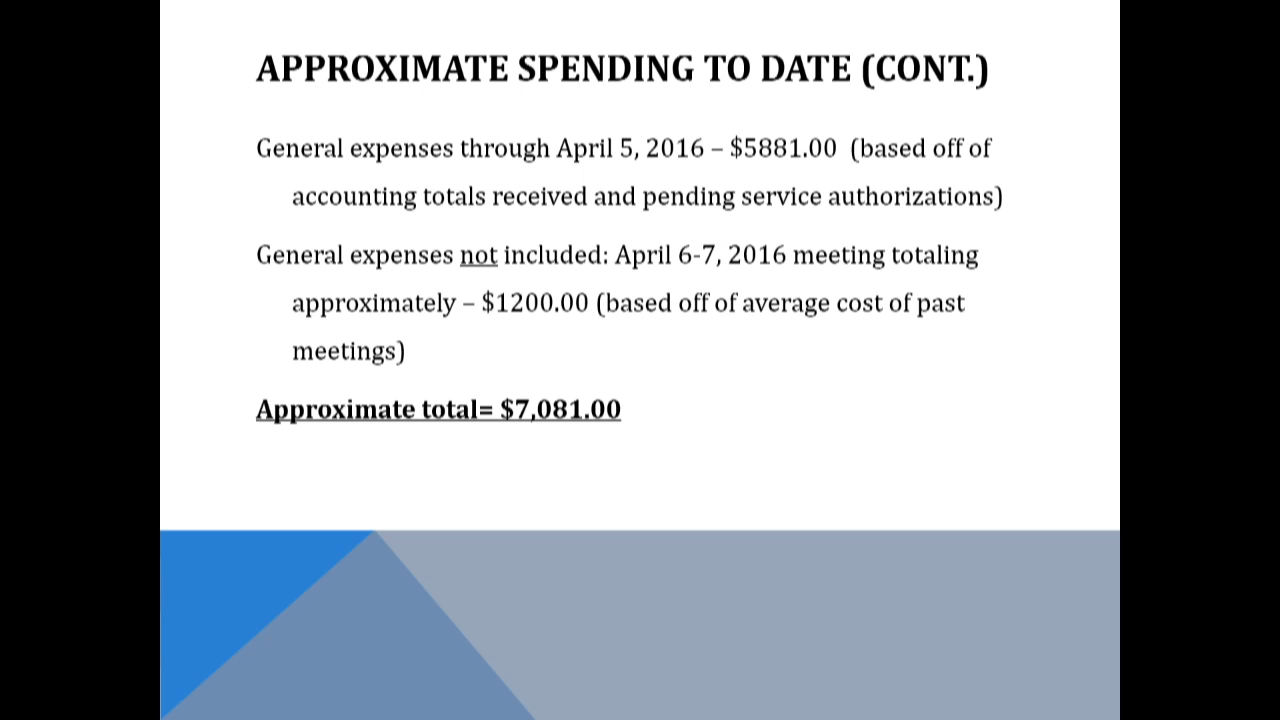 APPROXIMATE SPENDING TO DATE (CONT.)
General expenses through April 5, 2016 – $5881.00  (based off of
accounting totals received and pending service authorizations)
General expenses not included: April 6-7, 2016 meeting totaling
approximately – $1200.00 (based off of average cost of past
meetings)
Approximate total= $7,081.00